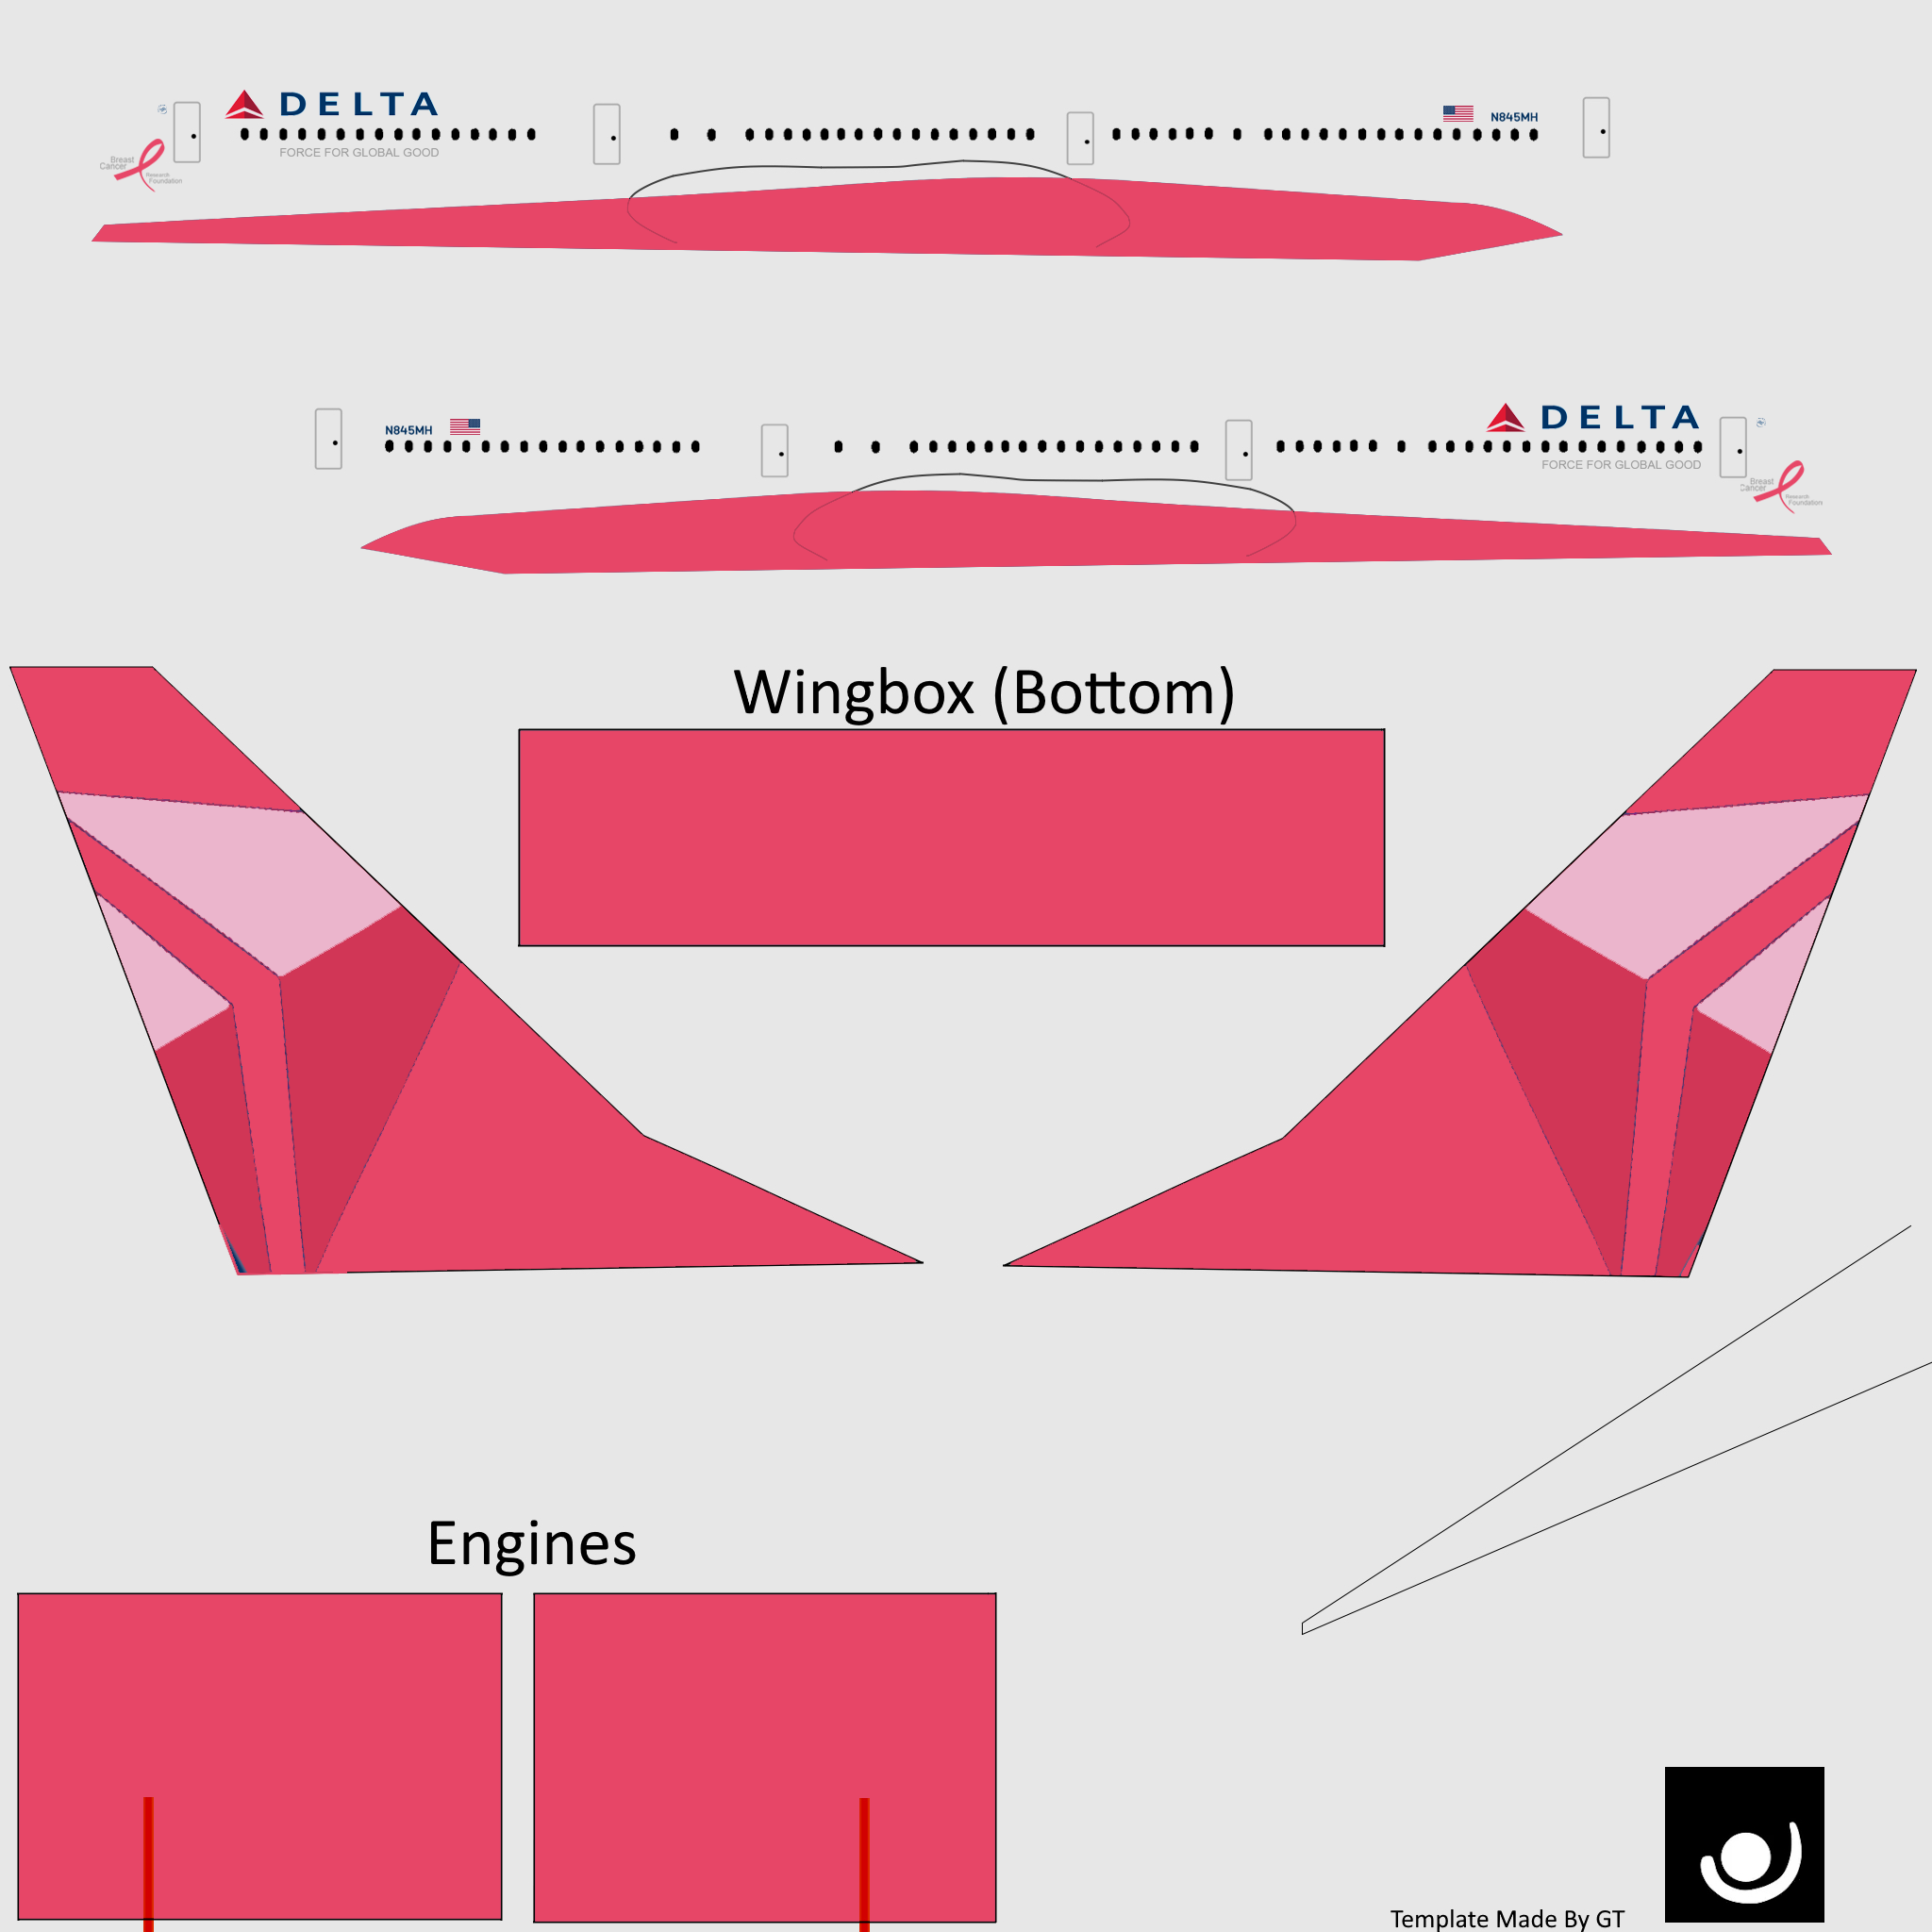 DELTA
N845MH
FORCE FOR GLOBAL GOOD
Breast
Cancer
Research
Foundation
DELTA
N845MH
FORCE FOR GLOBAL GOOD
Breast
Cancer
Research
Foundation
Wingbox (Bottom)
Engines
Template Made By GT